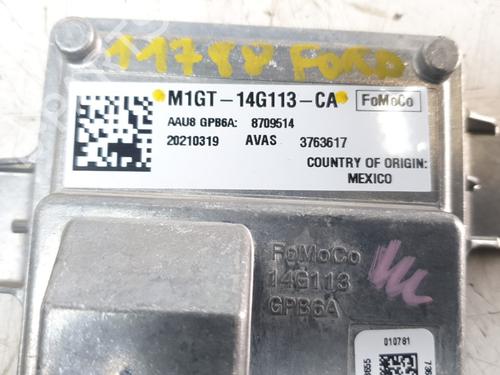 11788 FORD
M1GT-14G113-CA FoMoCo
AAU8 GPB6A: 8709514
20210319 AVAS 3763617
COUNTRY OF ORIGIN:
MEXICO
FoMoCo
14G113
GPB6A
010781